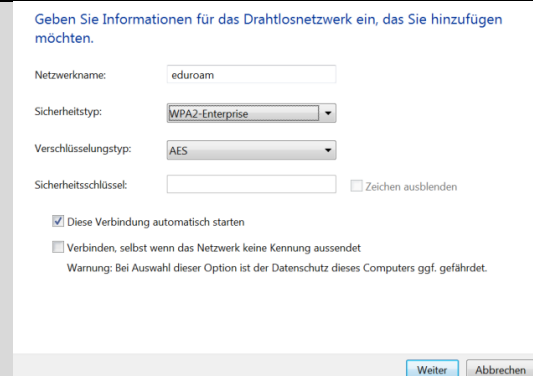 Geben Sie Informationen für das Drahtlosnetzwerk ein, das Sie hinzufügen
möchten.
Netzwerkname: eduroam
Sicherheitstyp: WPA2-Enterprise
Verschlüsselungstyp: AES
Sicherheitsschlüssel: Zeichen ausblenden
Diese Verbindung automatisch starten
Verbinden, selbst wenn das Netzwerk keine Kennung aussendet
Warnung: Bei Auswahl dieser Option ist der Datenschutz dieses Computers ggf. gefährdet.
Weiter Abbrechen